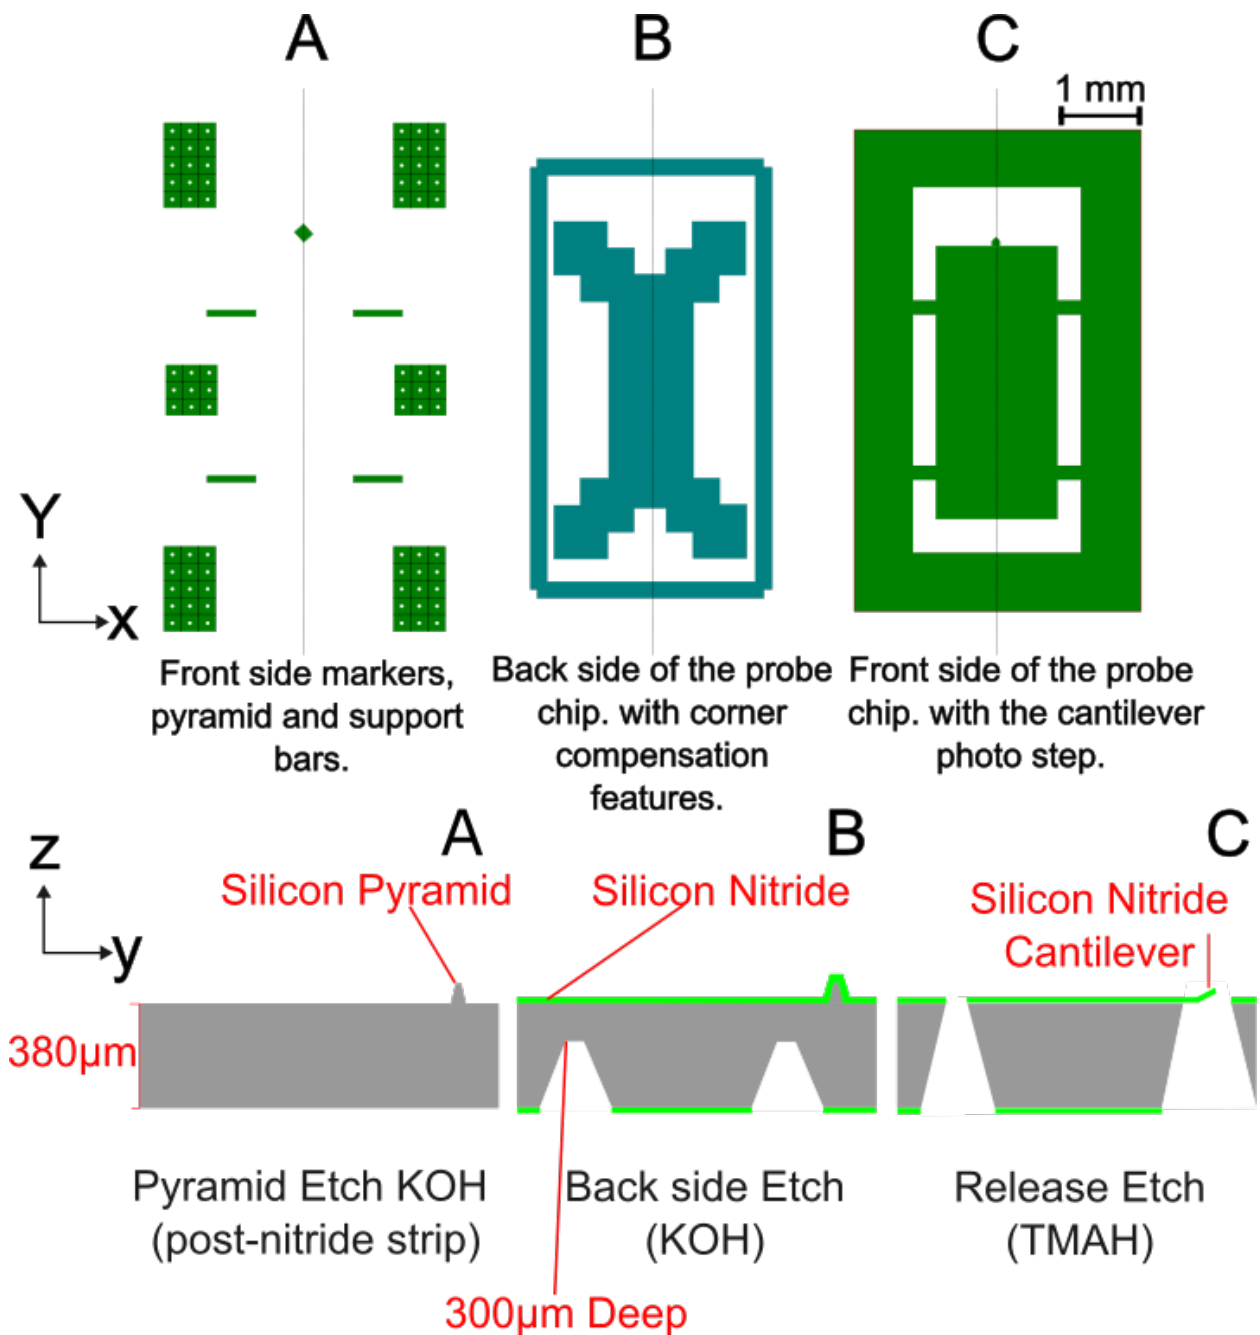 A
B
C
1 mm
Y
x
Front side markers,
pyramid and support
bars.
Back side of the probe
chip. with corner
compensation
features.
Front side of the probe
chip. with the cantilever
photo step.
z
y
A
B
C
Silicon Pyramid
Silicon Nitride
Silicon Nitride
Cantilever
380μm
Pyramid Etch KOH
(post-nitride strip)
Back side Etch
(KOH)
Release Etch
(TMAH)
300μm Deep